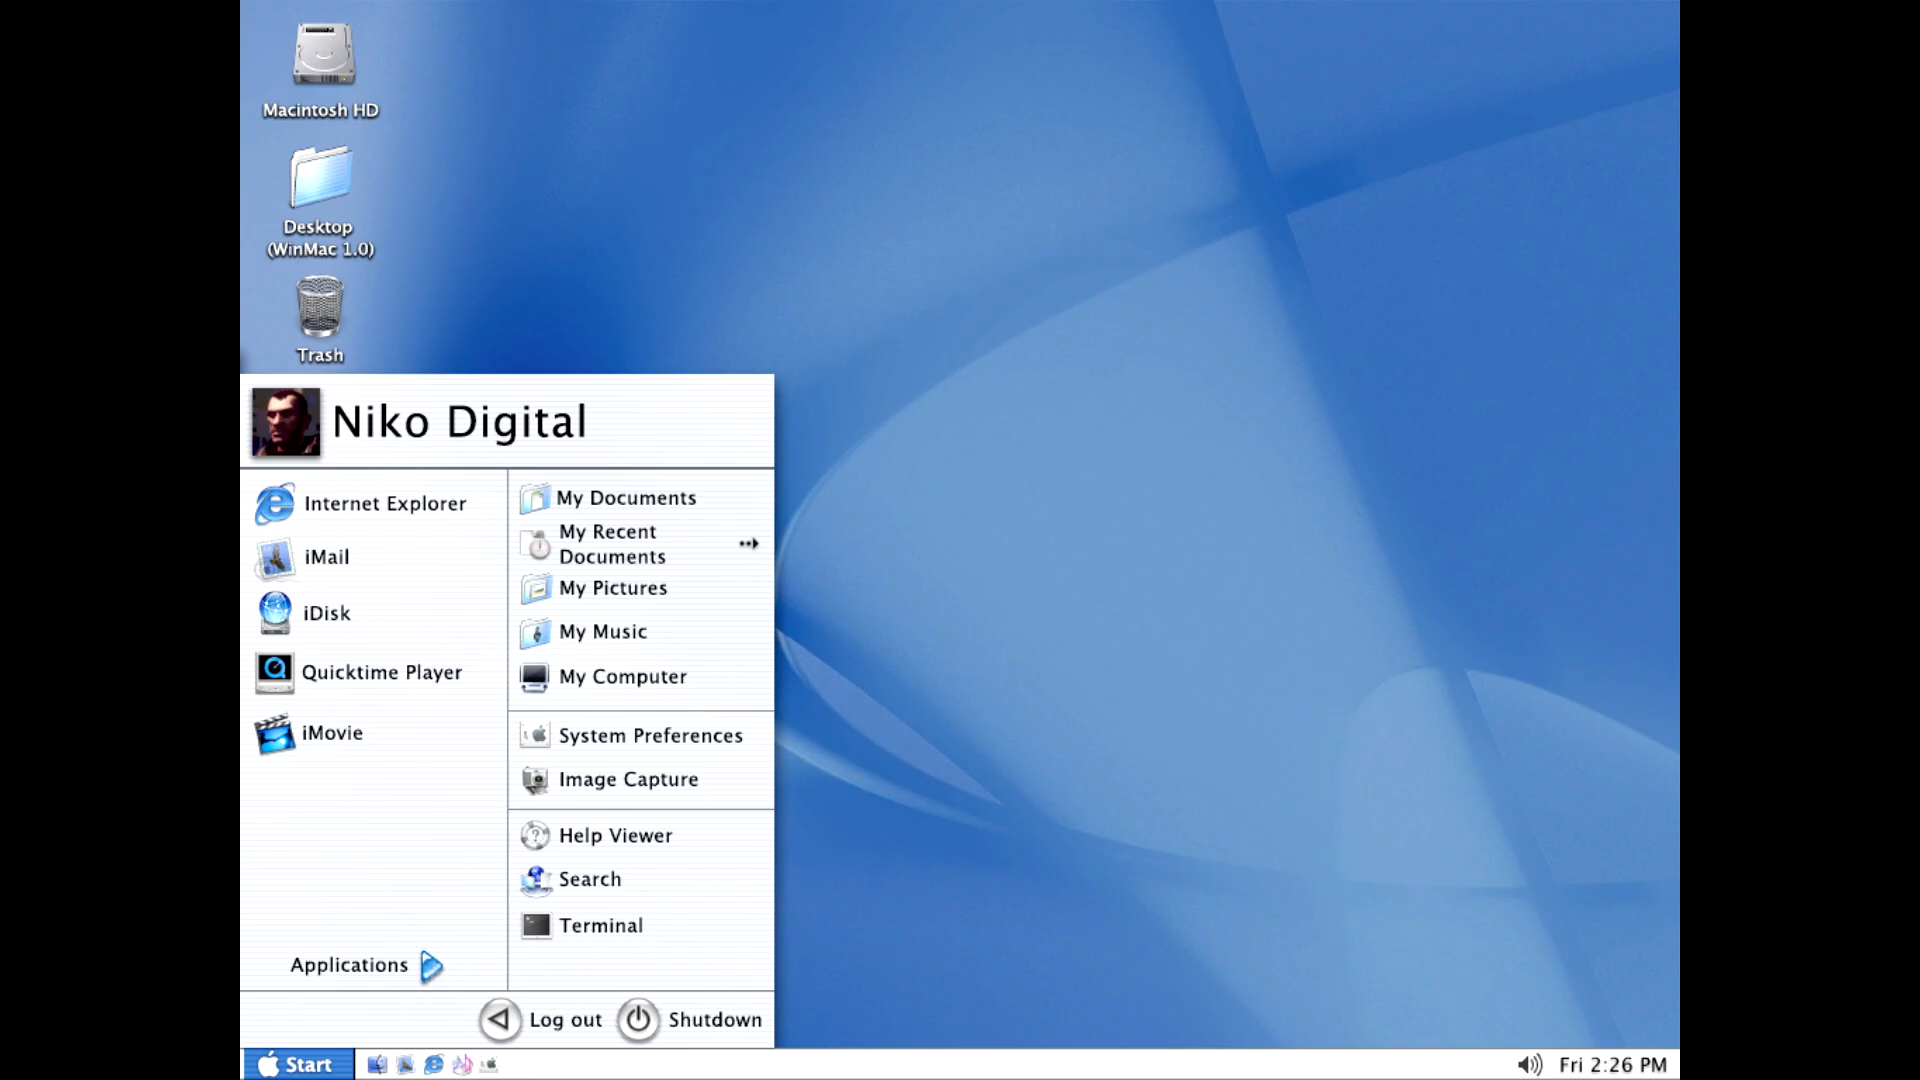 Macintosh HD
Desktop
(WinMac 1.0)
Trash
Niko Digital
Internet Explorer
iMail
iDisk
Quicktime Player
iMovie
Applications
My Documents
My Recent
Documents
My Pictures
My Music
My Computer
System Preferences
Image Capture
Help Viewer
Search
Terminal
Log out
Shutdown
Start
Fri 2:26 PM